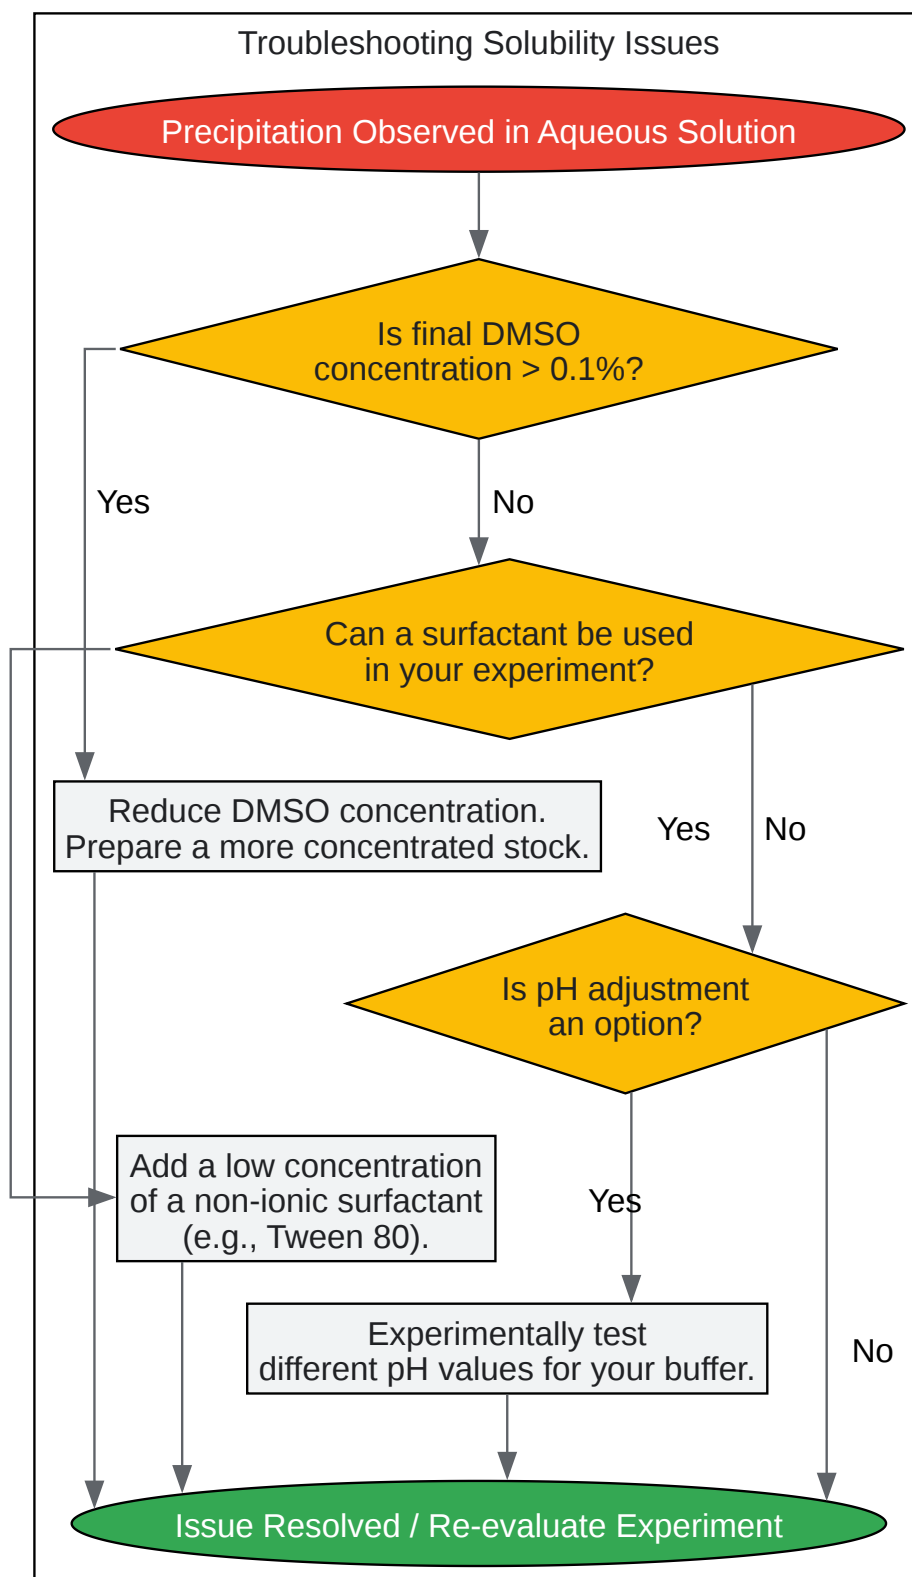 Troubleshooting Solubility Issues
Precipitation Observed in Aqueous Solution
Is final DMSO
concentration > 0.1%?
Yes
No
Can a surfactant be used
in your experiment?
Reduce DMSO concentration.
Prepare a more concentrated stock.
Yes
No
Is pH adjustment
an option?
Add a low concentration
of a non-ionic surfactant
(e.g., Tween 80).
Yes
Experimentally test
different pH values for your buffer.
No
Issue Resolved / Re-evaluate Experiment